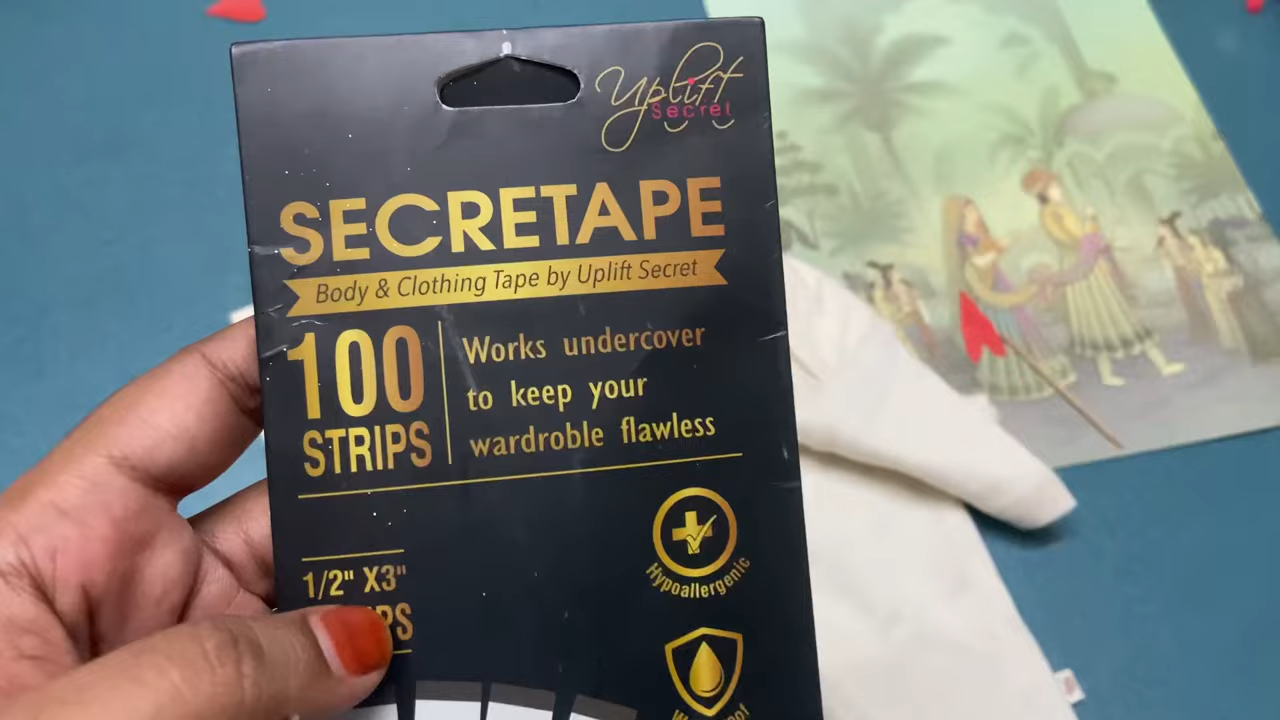 Uplift
Secret
SECRETAPE
Body & Clothing Tape by Uplift Secret
100
STRIPS
Works undercover
to keep your
wardroble flawless
Hypoallergenic
1/2" X3"